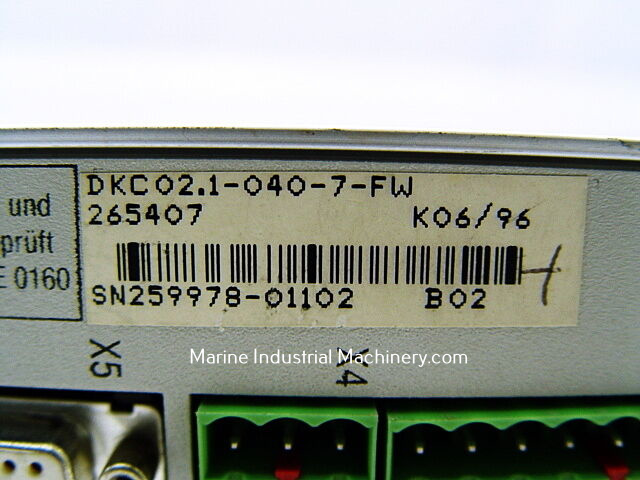 DKC02.1-040-7-FW
265407 K06/96
SN259978-01102 B02
und
prüft
E 0160
X5
X4
Marine Industrial Machinery.com